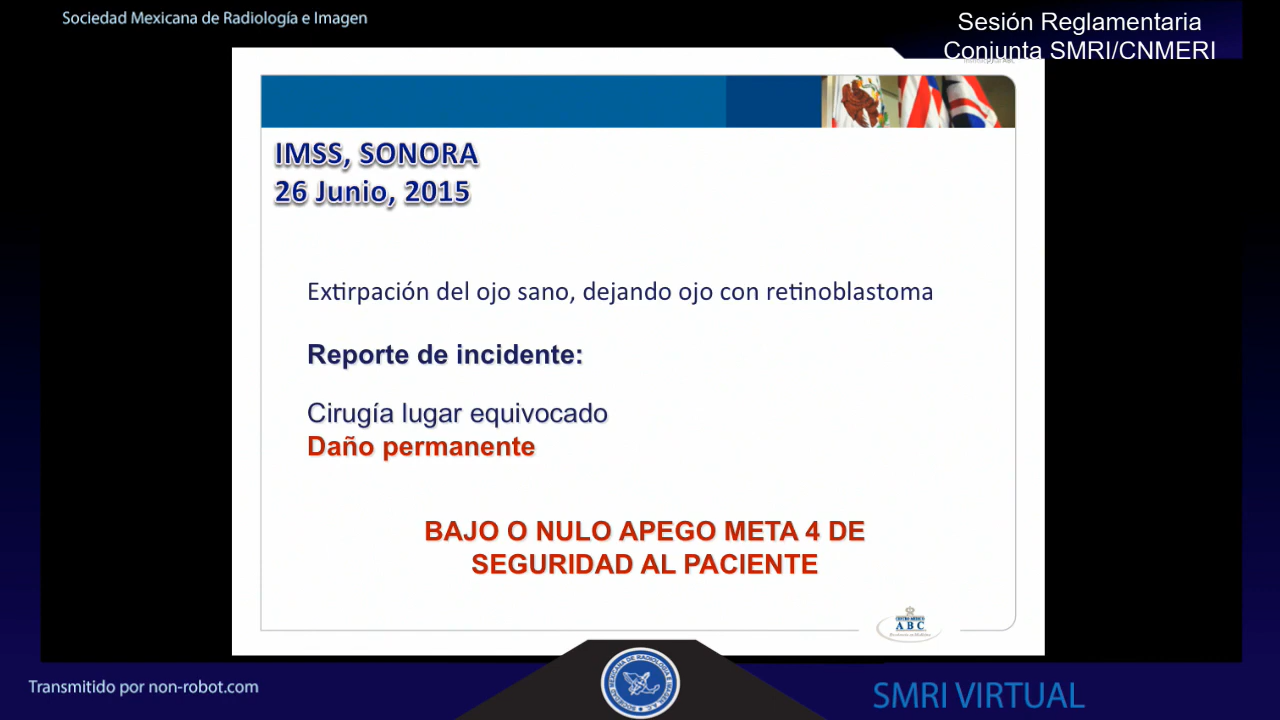 Sociedad Mexicana de Radiología e Imagen
Sesión Reglamentaria
Conjunta SMRI/CNMERI
IMSS, SONORA
26 Junio, 2015
Extirpación del ojo sano, dejando ojo con retinoblastoma
Reporte de incidente:
Cirugía lugar equivocado
Daño permanente
BAJO O NULO APEGO META 4 DE
SEGURIDAD AL PACIENTE
CENTRO MEDICO
ABC
Transmitido por non-robot.com
SMRI VIRTUAL